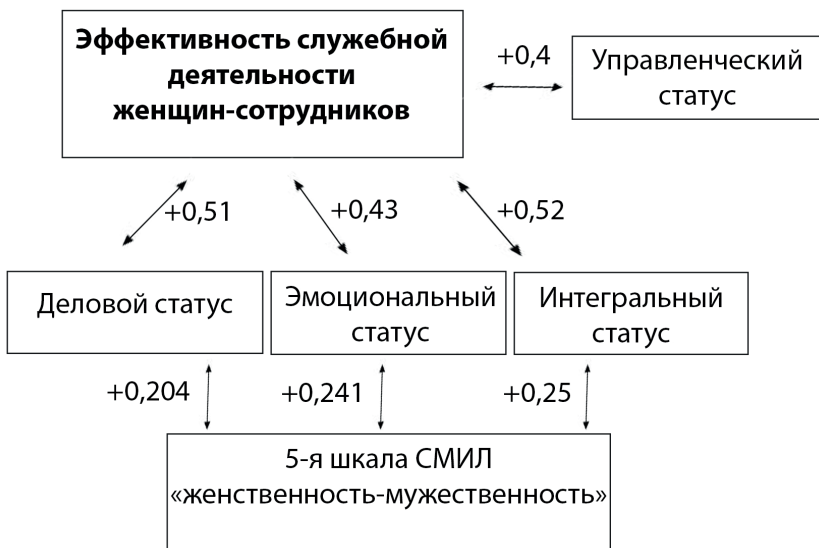 Эффективность служебной
деятельности
женщин-сотрудников
+0,4
Управленческий
статус
+0,51
+0,43
+0,52
Деловой статус
Эмоциональный
статус
Интегральный
статус
+0,204
+0,241
+0,25
5-я шкала СМИЛ
«женственность-мужественность»